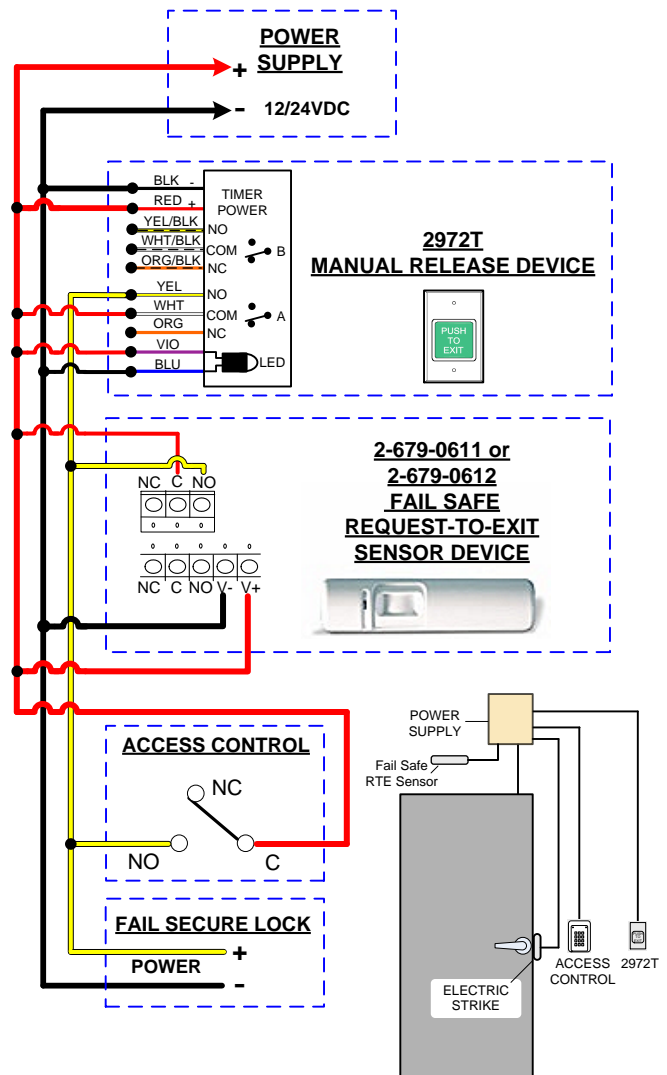 POWER
SUPPLY
+
- 12/24VDC
BLK -
RED +
YEL/BLK NO
WHT/BLK COM
ORG/BLK NC
YEL NO
WHT COM
ORG NC
VIO
BLU
TIMER
POWER
B
A
LED
2972T
MANUAL RELEASE DEVICE
PUSH
TO
EXIT
NC C NO
NC C NO V- V+
2-679-0611 or
2-679-0612
FAIL SAFE
REQUEST-TO-EXIT
SENSOR DEVICE
ACCESS CONTROL
NC
NO
C
FAIL SECURE LOCK
+
POWER
-
POWER
SUPPLY
Fail Safe
RTE Sensor
ELECTRIC
STRIKE
ACCESS
CONTROL
2972T